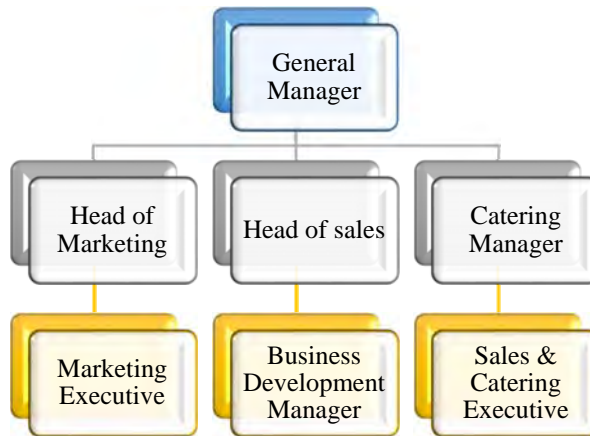 General
Manager
Head of
Marketing
Head of sales
Catering
Manager
Marketing
Executive
Business
Development
Manager
Sales &
Catering
Executive